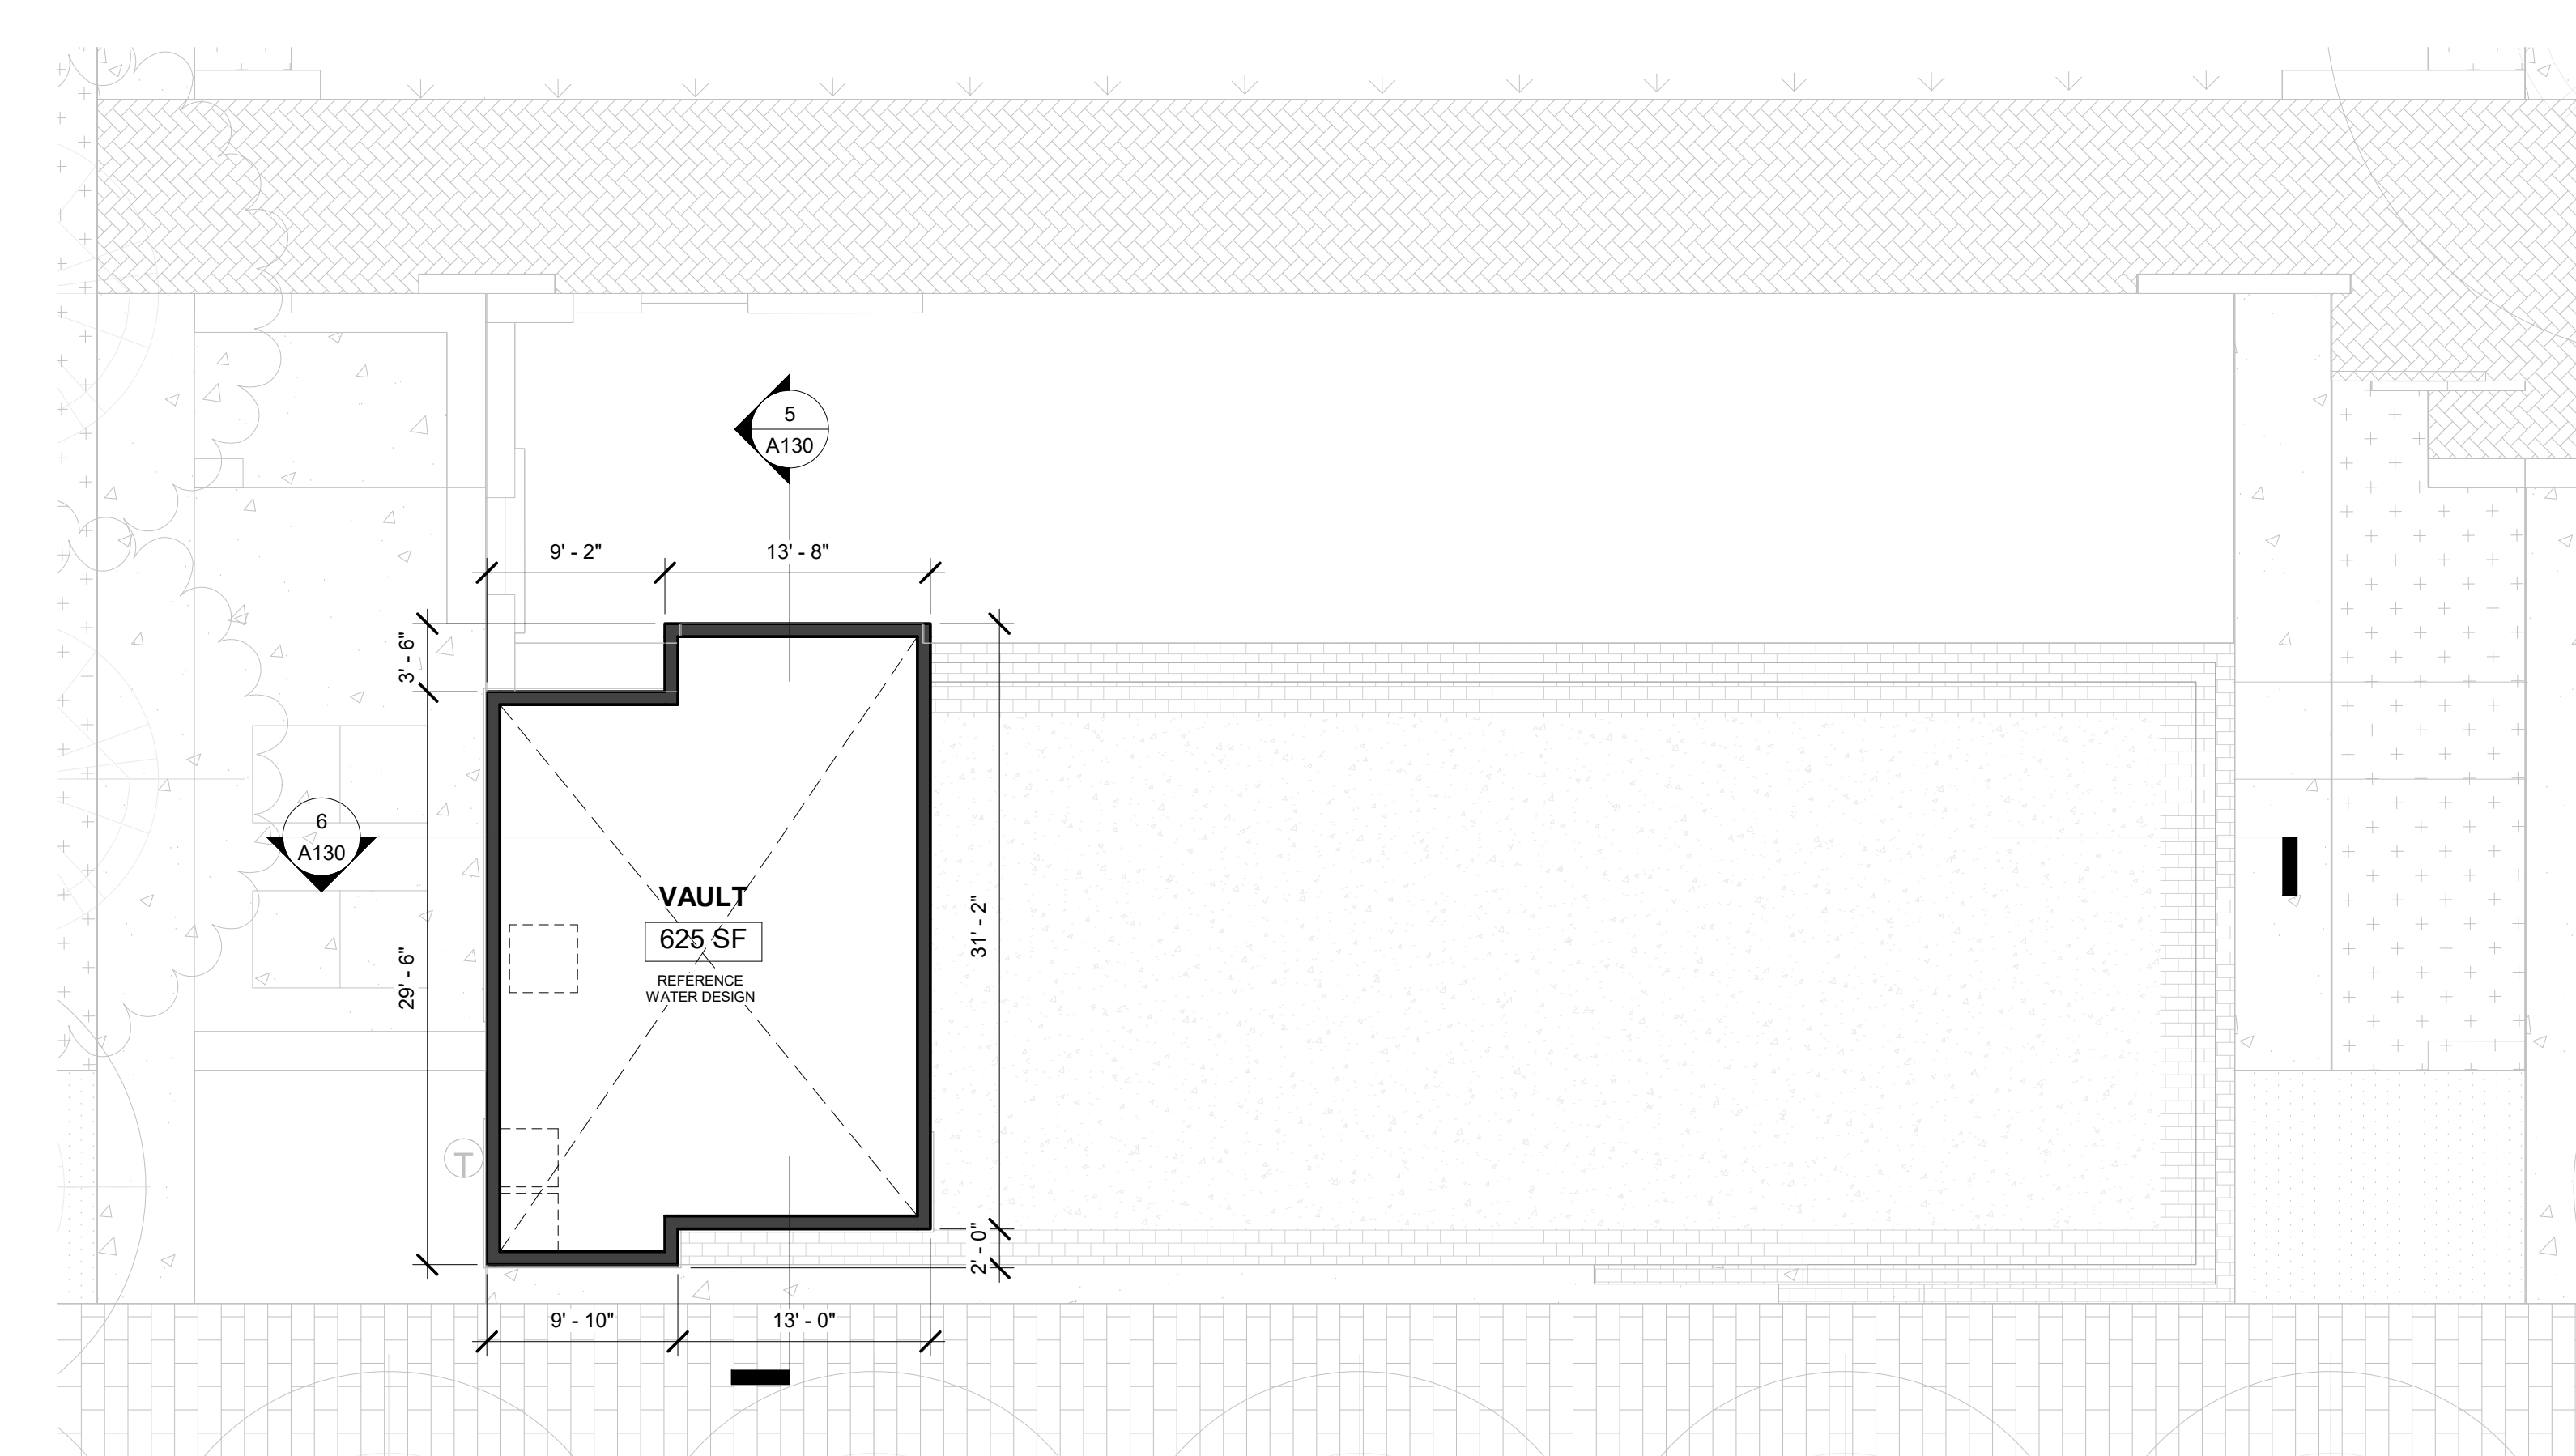 5
A130
9' - 2"
13' - 8"
3' - 6"
6
A130
VAULT
625 SF
REFERENCE
WATER DESIGN
29' - 6"
31' - 2"
T
2' - 0"
9' - 10"
13' - 0"